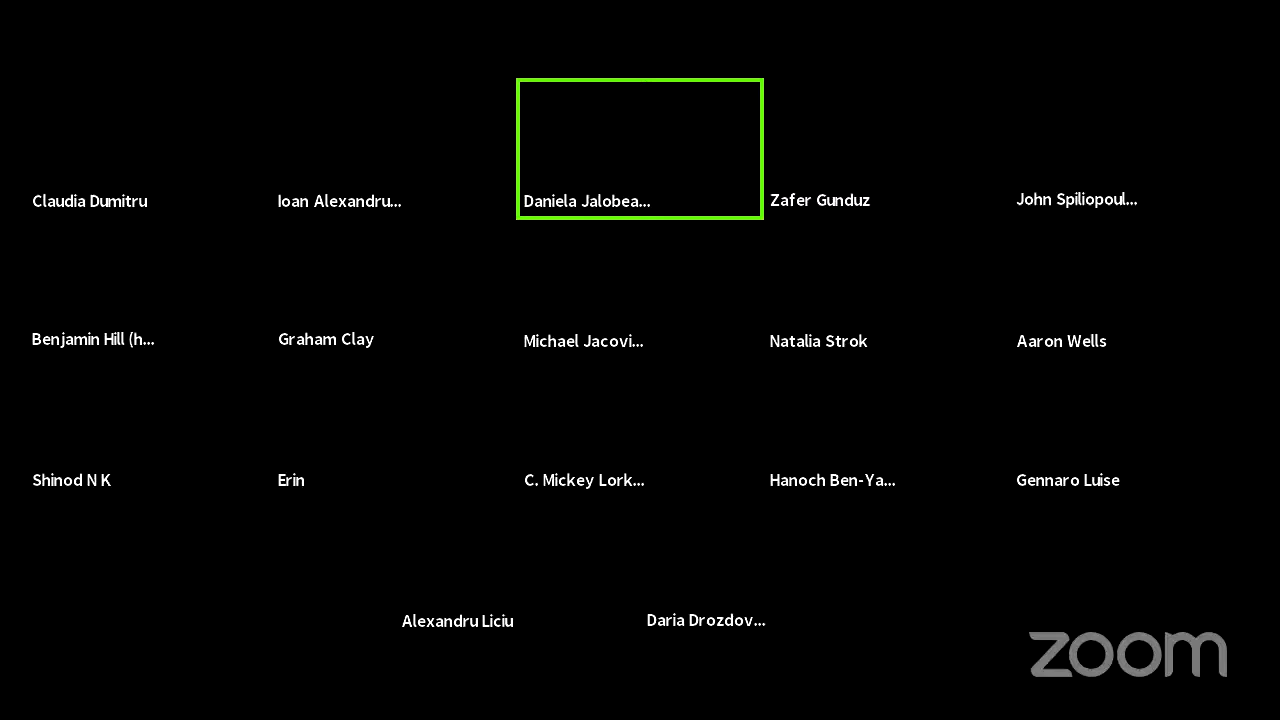 Claudia Dumitru
Ioan Alexandru...
Daniela Jalobea...
Zafer Gunduz
John Spiliopoul...
Benjamin Hill (h...
Graham Clay
Michael Jacovi...
Natalia Strok
Aaron Wells
Shinod N K
Erin
C. Mickey Lork...
Hanoch Ben-Ya...
Gennaro Luise
Alexandru Liciu
Daria Drozdov...
zoom